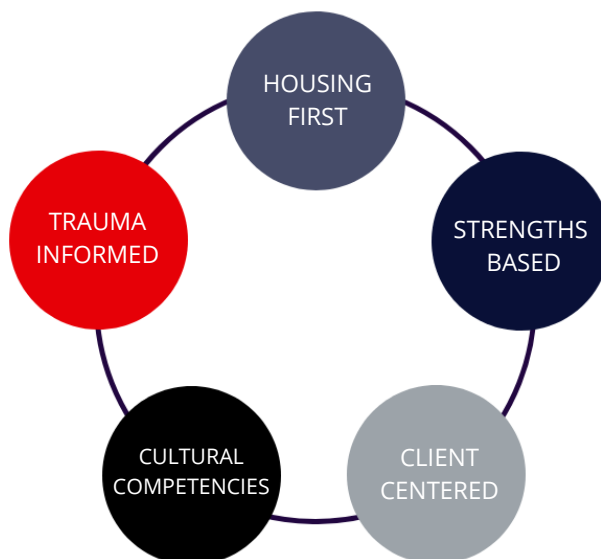 HOUSING
FIRST
STRENGTHS
BASED
CLIENT
CENTERED
CULTURAL
COMPETENCIES
TRAUMA
INFORMED